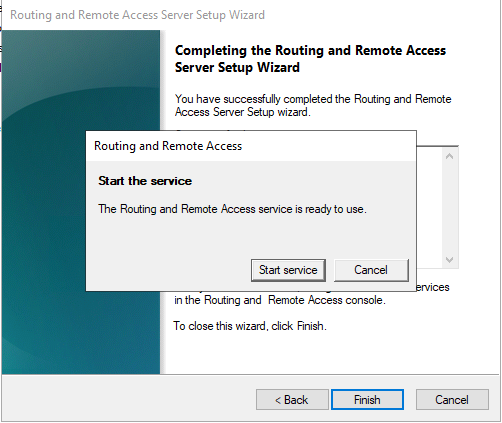 Routing and Remote Access Server Setup Wizard
Completing the Routing and Remote Access
Server Setup Wizard
You have successfully completed the Routing and Remote
Access Server Setup wizard.
Routing and Remote Access
Start the service
The Routing and Remote Access service is ready to use.
Start service
Cancel
services
in the Routing and Remote Access console.
To close this wizard, click Finish.
< Back
Finish
Cancel